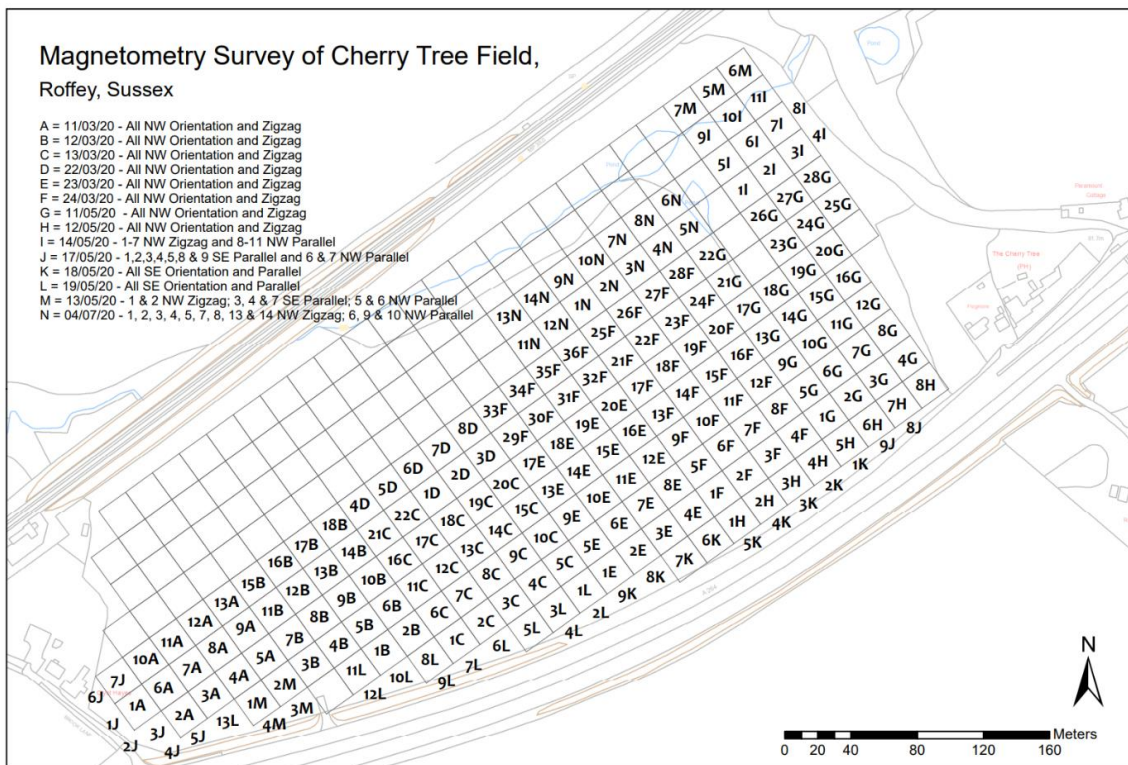 Magnetometry Survey of Cherry Tree Field,
Roffey, Sussex
A = 11/03/20 - All NW Orientation and Zigzag
B = 12/03/20 - All NW Orientation and Zigzag
C = 13/03/20 - All NW Orientation and Zigzag
D = 22/03/20 - All NW Orientation and Zigzag
E = 23/03/20 - All NW Orientation and Zigzag
F = 24/03/20 - All NW Orientation and Zigzag
G = 11/05/20 - All NW Orientation and Zigzag
H = 12/05/20 - All NW Orientation and Zigzag
I = 14/05/20 - 1-7 NW Zigzag and 8-11 NW Parallel
J = 17/05/20 - 1,2,3,4,5,8 & 9 SE Parallel and 6 & 7 NW Parallel
K = 18/05/20 - All SE Orientation and Parallel
L = 19/05/20 - All SE Orientation and Parallel
M = 13/05/20 - 1 & 2 NW Zigzag; 3, 4 & 7 SE Parallel; 5 & 6 NW Parallel
N = 04/07/20 - 1, 2, 3, 4, 5, 7, 8, 13 & 14 NW Zigzag; 6, 9 & 10 NW Parallel
Pond
6M
5M 11I
7M 10I 7I 8I
9I 6I 3I 4I
5I 2I 28G
1I 27G 25G
6N 26G 24G
8N 5N 23G 20G
7N 4N 22G 19G 16G
10N 3N 28F 18G 15G
9N 2N 27F 24F 17G 14G 12G
14N 1N 26F 23F 20F 13G 11G
13N 12N 25F 22F 19F 16F 10G 8G
11N 36F 21F 18F 15F 9G 7G
35F 32F 17F 14F 12F 6G 4G
34F 31F 20E 13F 11F 5G 3G 8H
33F 30F 19E 16E 10F 8F 2G 7H
8D 29F 18E 15E 9F 7F 1G 6H 8J
7D 3D 17E 14E 12E 6F 4F 5H 9J
6D 2D 20C 13E 11E 5F 3F 4H 1K
5D 1D 19C 15C 10E 8E 2F 3H 2K
4D 22C 18C 14C 9E 7E 1F 2H 3K
18B 21C 17C 13C 10C 6E 4E 1H 4K
17B 14B 16C 12C 9C 5E 3E 6K 5K
16B 13B 10B 11C 8C 5C 2E 7K
15B 12B 9B 6C 7C 4C 1E 8K
13A 11B 8B 6B 3C 1L 9K
12A 9A 7B 5B 2B 2C 3L 2L
11A 8A 5A 4B 1B 1C 5L 4L
10A 7A 4A 3B 11L 8L 6L
7J 6A 3A 2M 10L 7L
6J 1A 2A 1M 3M 12L 9L
1J 3J 13L 4M
2J 5J
4J
The Cherry Tree
(PH)
A 264
N
Meters
0 20 40 80 120 160